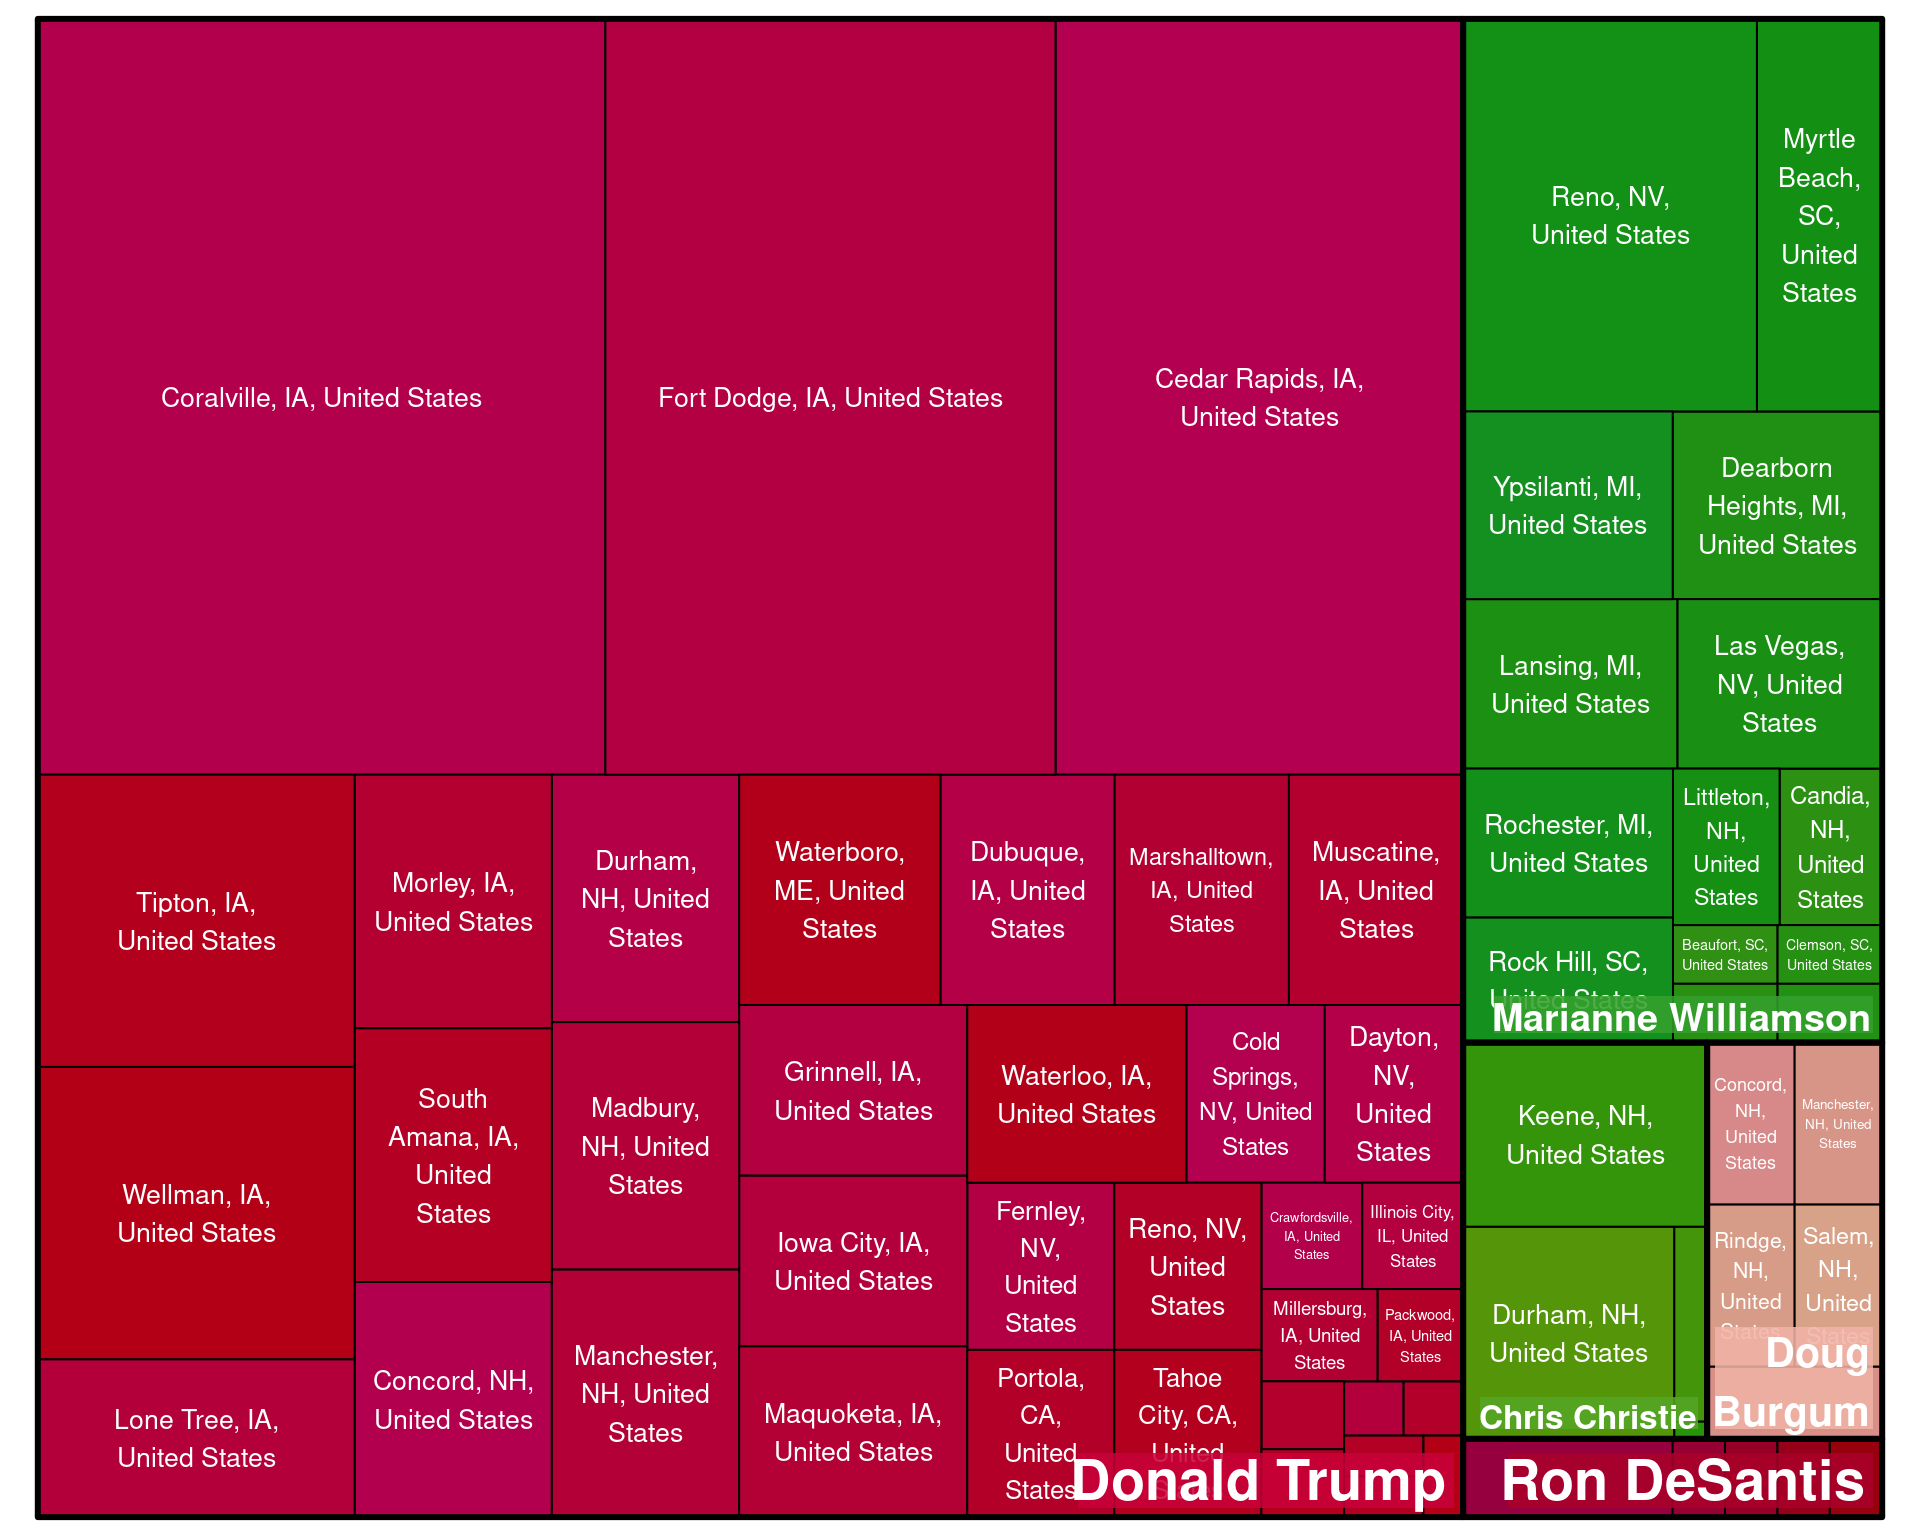 Coralville, IA, United States
Fort Dodge, IA, United States
Cedar Rapids, IA,
United States
Tipton, IA,
United States
Wellman, IA,
United States
Lone Tree, IA,
United States
Morley, IA,
United States
South
Amana, IA,
United
States
Concord, NH,
United States
Durham,
NH, United
States
Madbury,
NH, United
States
Manchester,
NH, United
States
Waterboro,
ME, United
States
Dubuque,
IA, United
States
Marshalltown,
IA, United
States
Muscatine,
IA, United
States
Grinnell, IA,
United States
Iowa City, IA,
United States
Maquoketa, IA,
United States
Waterloo, IA,
United States
Cold
Springs,
NV, United
States
Dayton,
NV,
United
States
Fernley,
NV,
United
States
Reno, NV,
United
States
Portola,
CA,
United
States
Tahoe
City, CA,
United
States
Crawfordsville,
IA, United
States
Illinois City,
IL, United
States
Millersburg,
IA, United
States
Packwood,
IA, United
States
Donald Trump
Reno, NV,
United States
Myrtle
Beach,
SC,
United
States
Ypsilanti, MI,
United States
Dearborn
Heights, MI,
United States
Lansing, MI,
United States
Las Vegas,
NV, United
States
Rochester, MI,
United States
Littleton,
NH,
United
States
Candia,
NH,
United
States
Rock Hill, SC,
United States
Beaufort, SC,
United States
Clemson, SC,
United States
Marianne Williamson
Keene, NH,
United States
Durham, NH,
United States
Chris Christie
Concord,
NH,
United
States
Manchester,
NH, United
States
Rindge,
NH,
United
States
Salem,
NH,
United
States
Doug
Burgum
Ron DeSantis